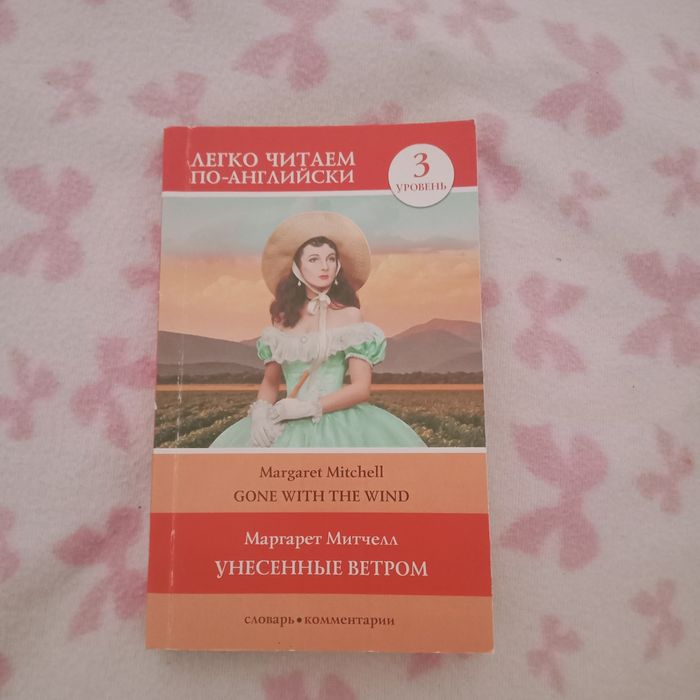 ЛЕГКО ЧИТАЕМ
ПО-АНГЛИЙСКИ
3
УРОВЕНЬ
Margaret Mitchell
GONE WITH THE WIND
Маргарет Митчелл
УНЕСЕННЫЕ ВЕТРОМ
словарь • комментарии